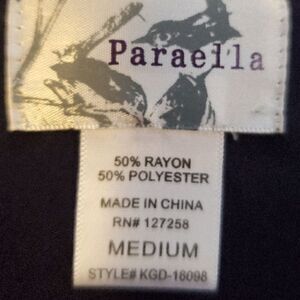 Paraella
50% RAYON
50% POLYESTER
MADE IN CHINA
RN# 127258
MEDIUM
STYLE# KGD-16098